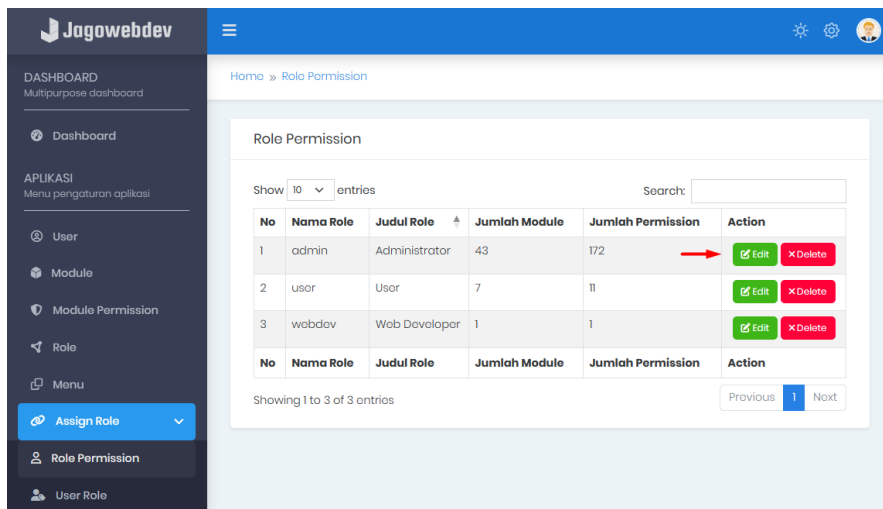 Jagowebdev
DASHBOARD
Multipurpose dashboard
Dashboard
APLIKASI
Menu pengaturan aplikasi
User
Module
Module Permission
Role
Menu
Assign Role
Role Permission
User Role
Home » Role Permission
Role Permission
Show 10 entries
Search:
No Nama Role Judul Role Jumlah Module Jumlah Permission Action
1 admin Administrator 43 172 Edit Delete
2 user User 7 11 Edit Delete
3 webdev Web Developer 1 1 Edit Delete
No Nama Role Judul Role Jumlah Module Jumlah Permission Action
Showing 1 to 3 of 3 entries
Previous 1 Next